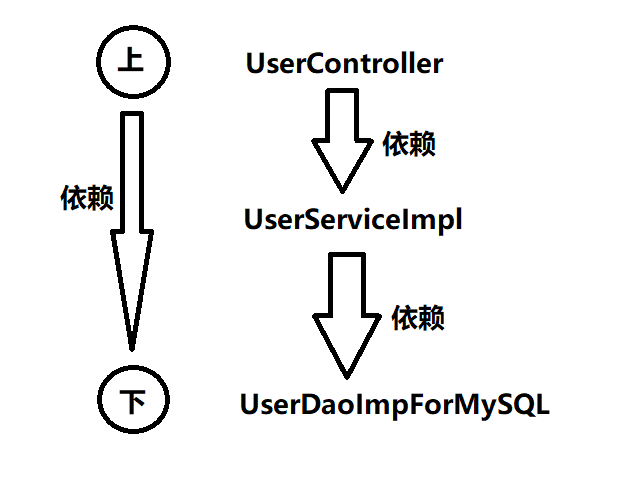 上
UserController
依赖
依赖
UserServiceImpl
依赖
下
UserDaoImpForMySQL